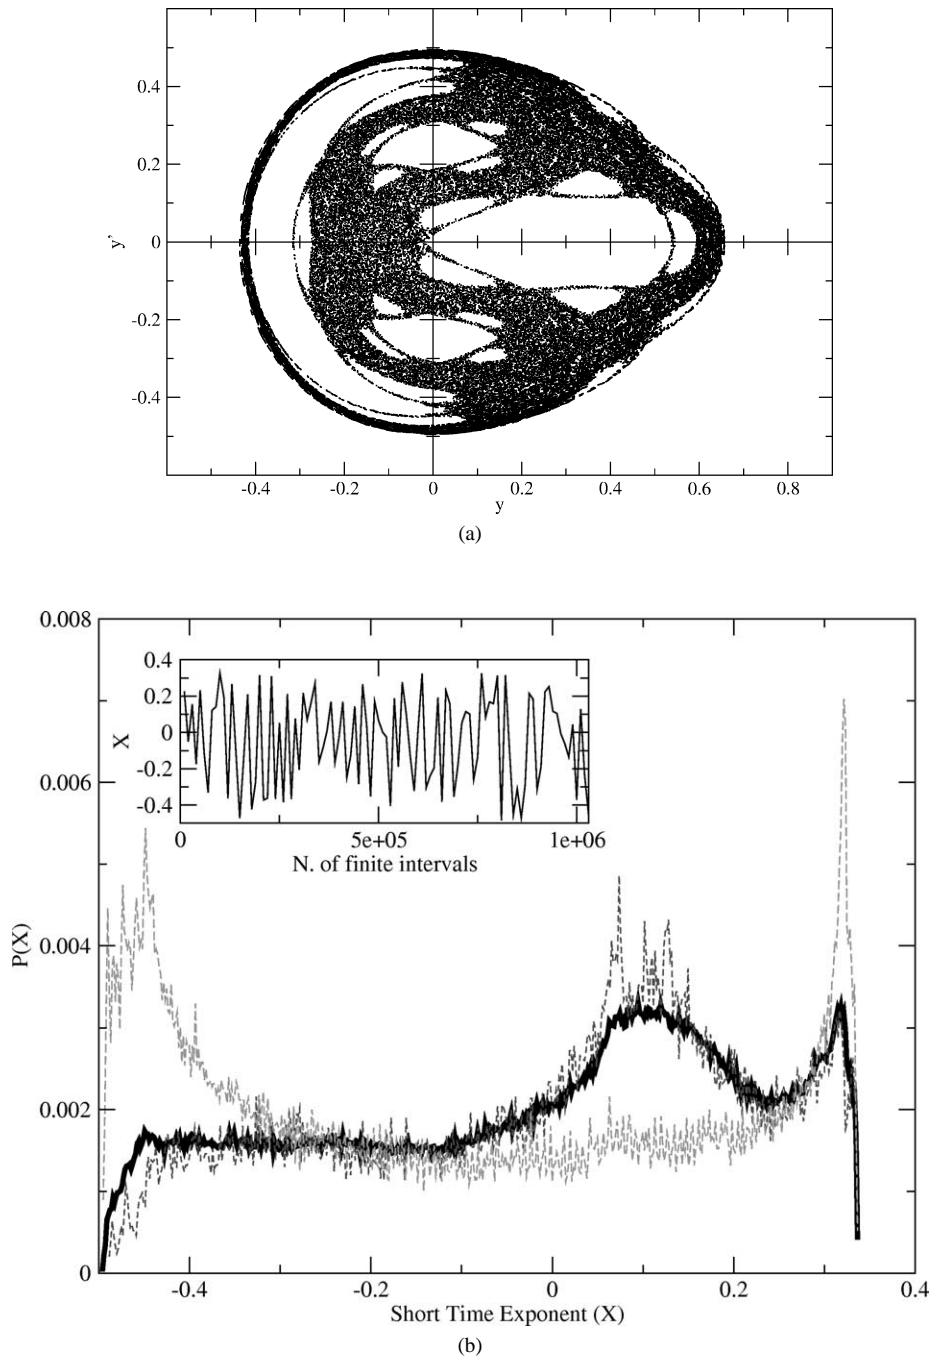 0.4
0.2
y'
0
-0.2
-0.4
-0.4 -0.2 0 0.2 0.4 0.6 0.8
y
(a)
0.008
0.4
0.2
X
0
-0.2
-0.4
0 5e+05 1e+06
N. of finite intervals
0.006
P(X)
0.004
0.002
0
-0.4 -0.2 0 0.2 0.4
Short Time Exponent (X)
(b)